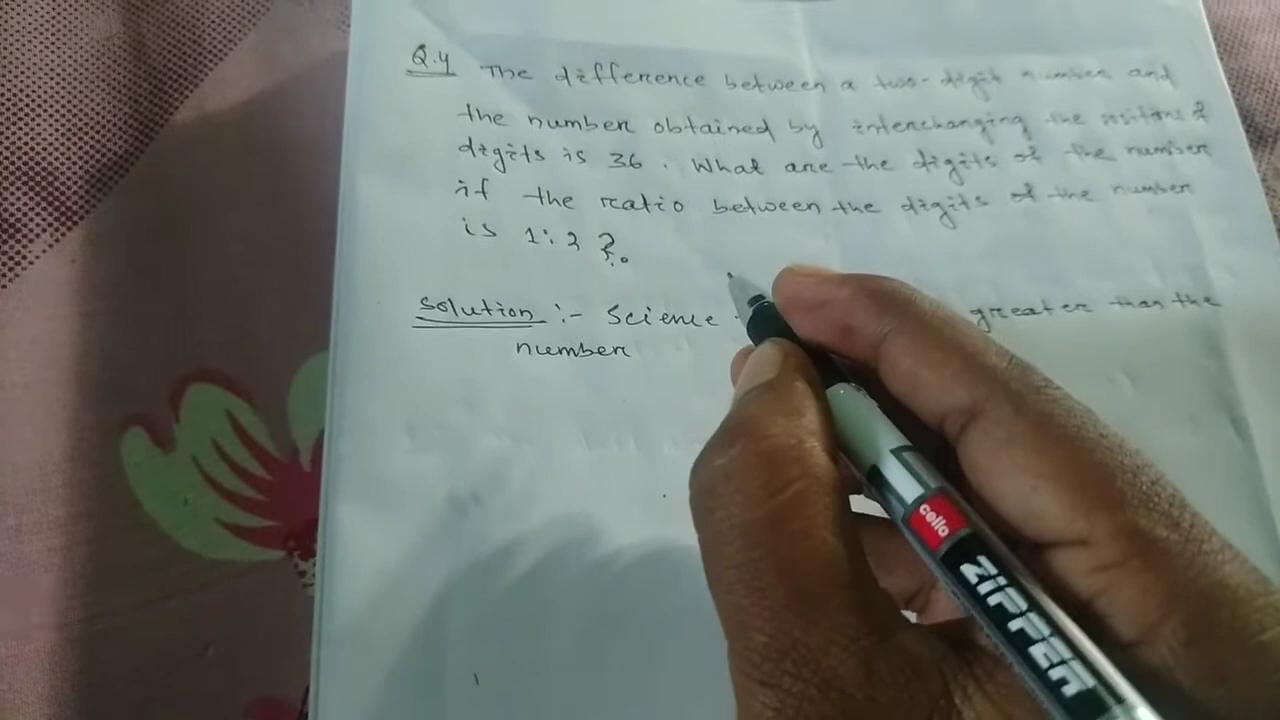 Q.4 The difference between a two-digit number and
the number obtained by interchanging the positions of
digits is 36. What are the digits of the number
if the ratio between the digits of the number
is 1:2 ?
Solution :- Science greater than the
number
cello
ZIPPER